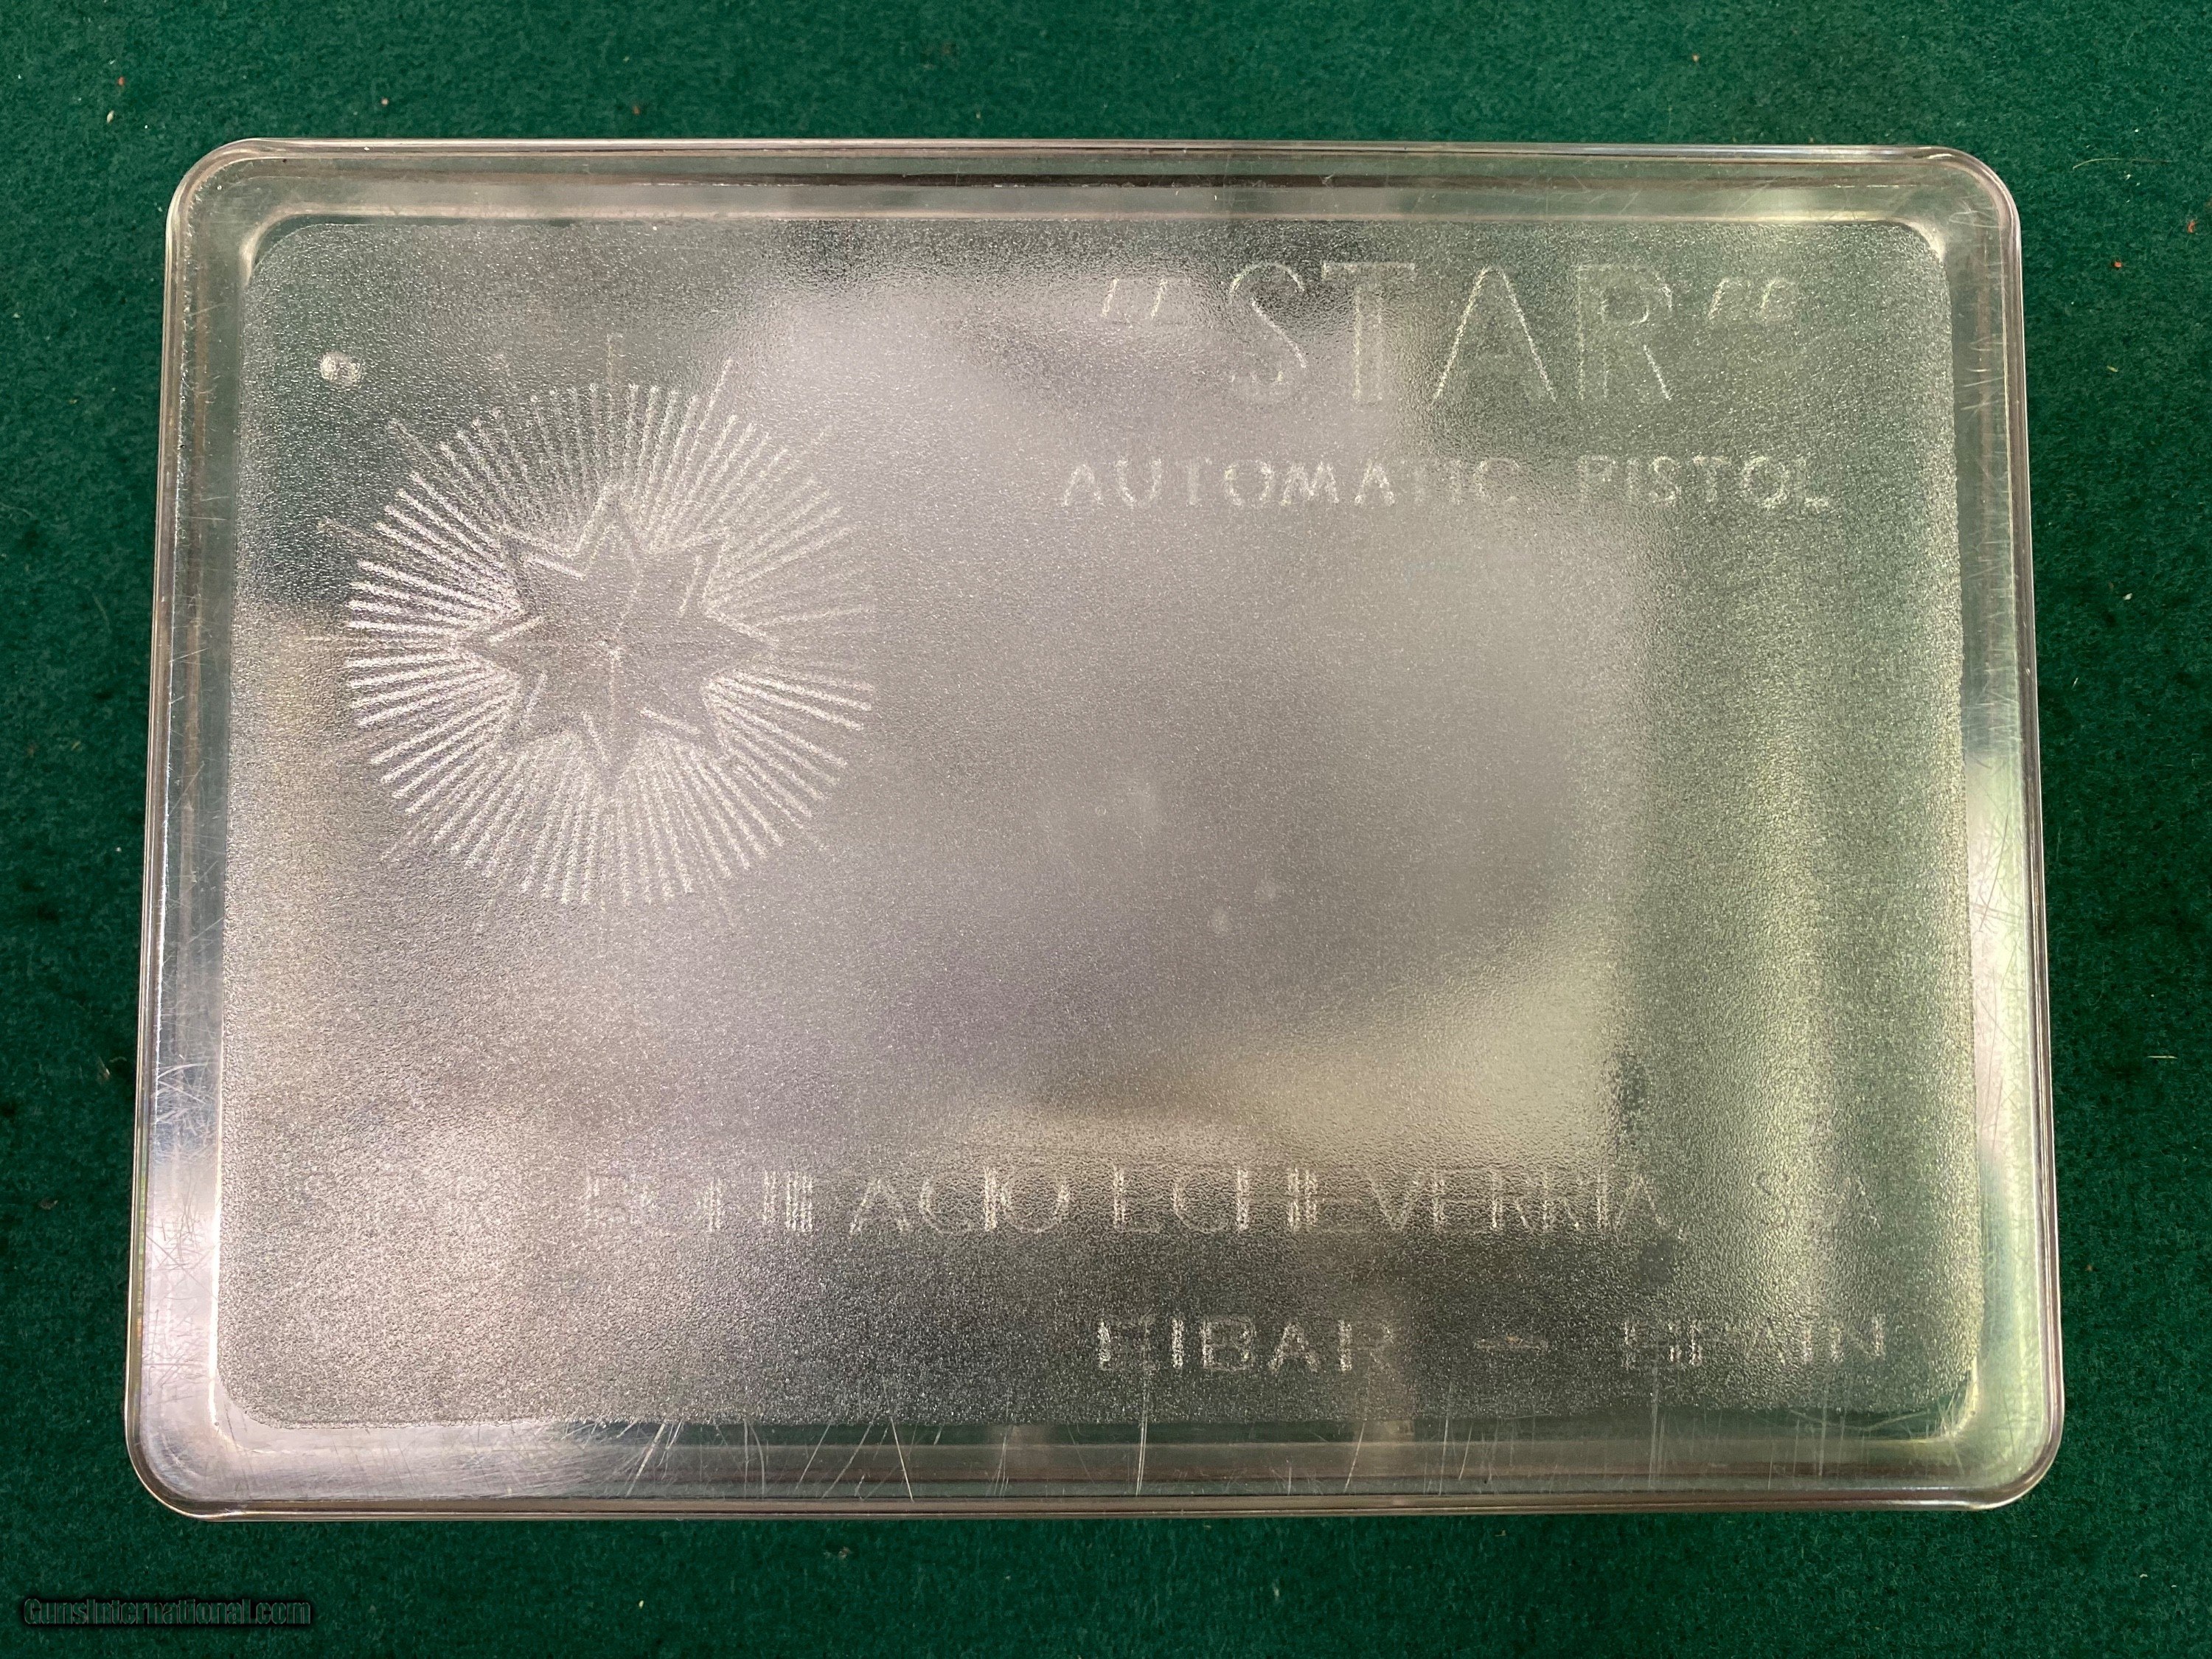 "STAR"
AUTOMATIC PISTOL
BONIFACIO ECHEVERRIA, S. A.
EIBAR - SPAIN
GunsInternational.com